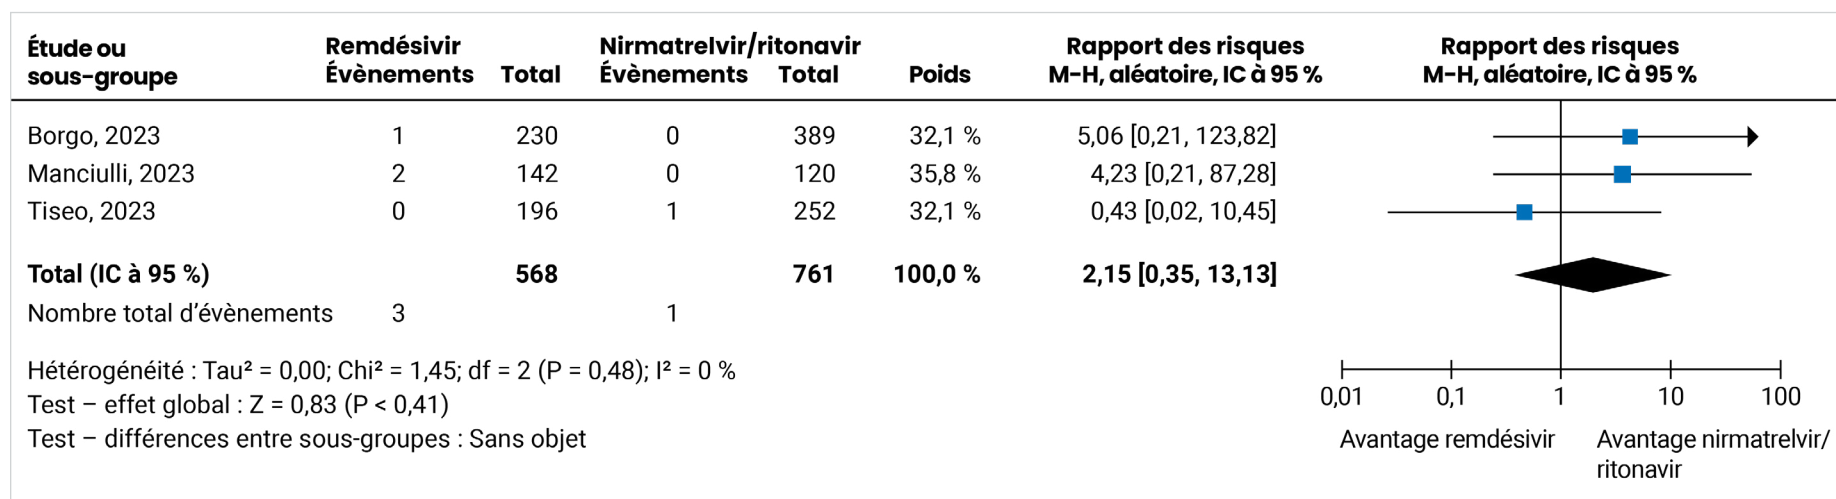 Étude ou sous-groupe Remdésivir Évènements Total Nirmatrelvir/ritonavir Évènements Total Poids Rapport des risques M-H, aléatoire, IC à 95 % Rapport des risques M-H, aléatoire, IC à 95 %
Borgo, 2023 1 230 0 389 32,1 % 5,06 [0,21, 123,82]
Manciulli, 2023 2 142 0 120 35,8 % 4,23 [0,21, 87,28]
Tiseo, 2023 0 196 1 252 32,1 % 0,43 [0,02, 10,45]
Total (IC à 95 %) 568 761 100,0 % 2,15 [0,35, 13,13]
Nombre total d’évènements 3 1
Hétérogénéité : Tau² = 0,00; Chi² = 1,45; df = 2 (P = 0,48); I² = 0 %
Test – effet global : Z = 0,83 (P < 0,41)
Test – différences entre sous-groupes : Sans objet
0,01 0,1 1 10 100
Avantage remdésivir Avantage nirmatrelvir/
ritonavir